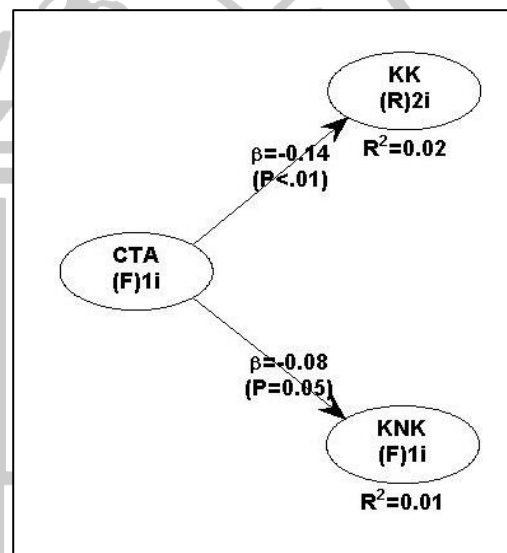 KK
(R)2i
R²=0.02
β=-0.14
(P<.01)
CTA
(F)1i
β=-0.08
(P=0.05)
KNK
(F)1i
R²=0.01